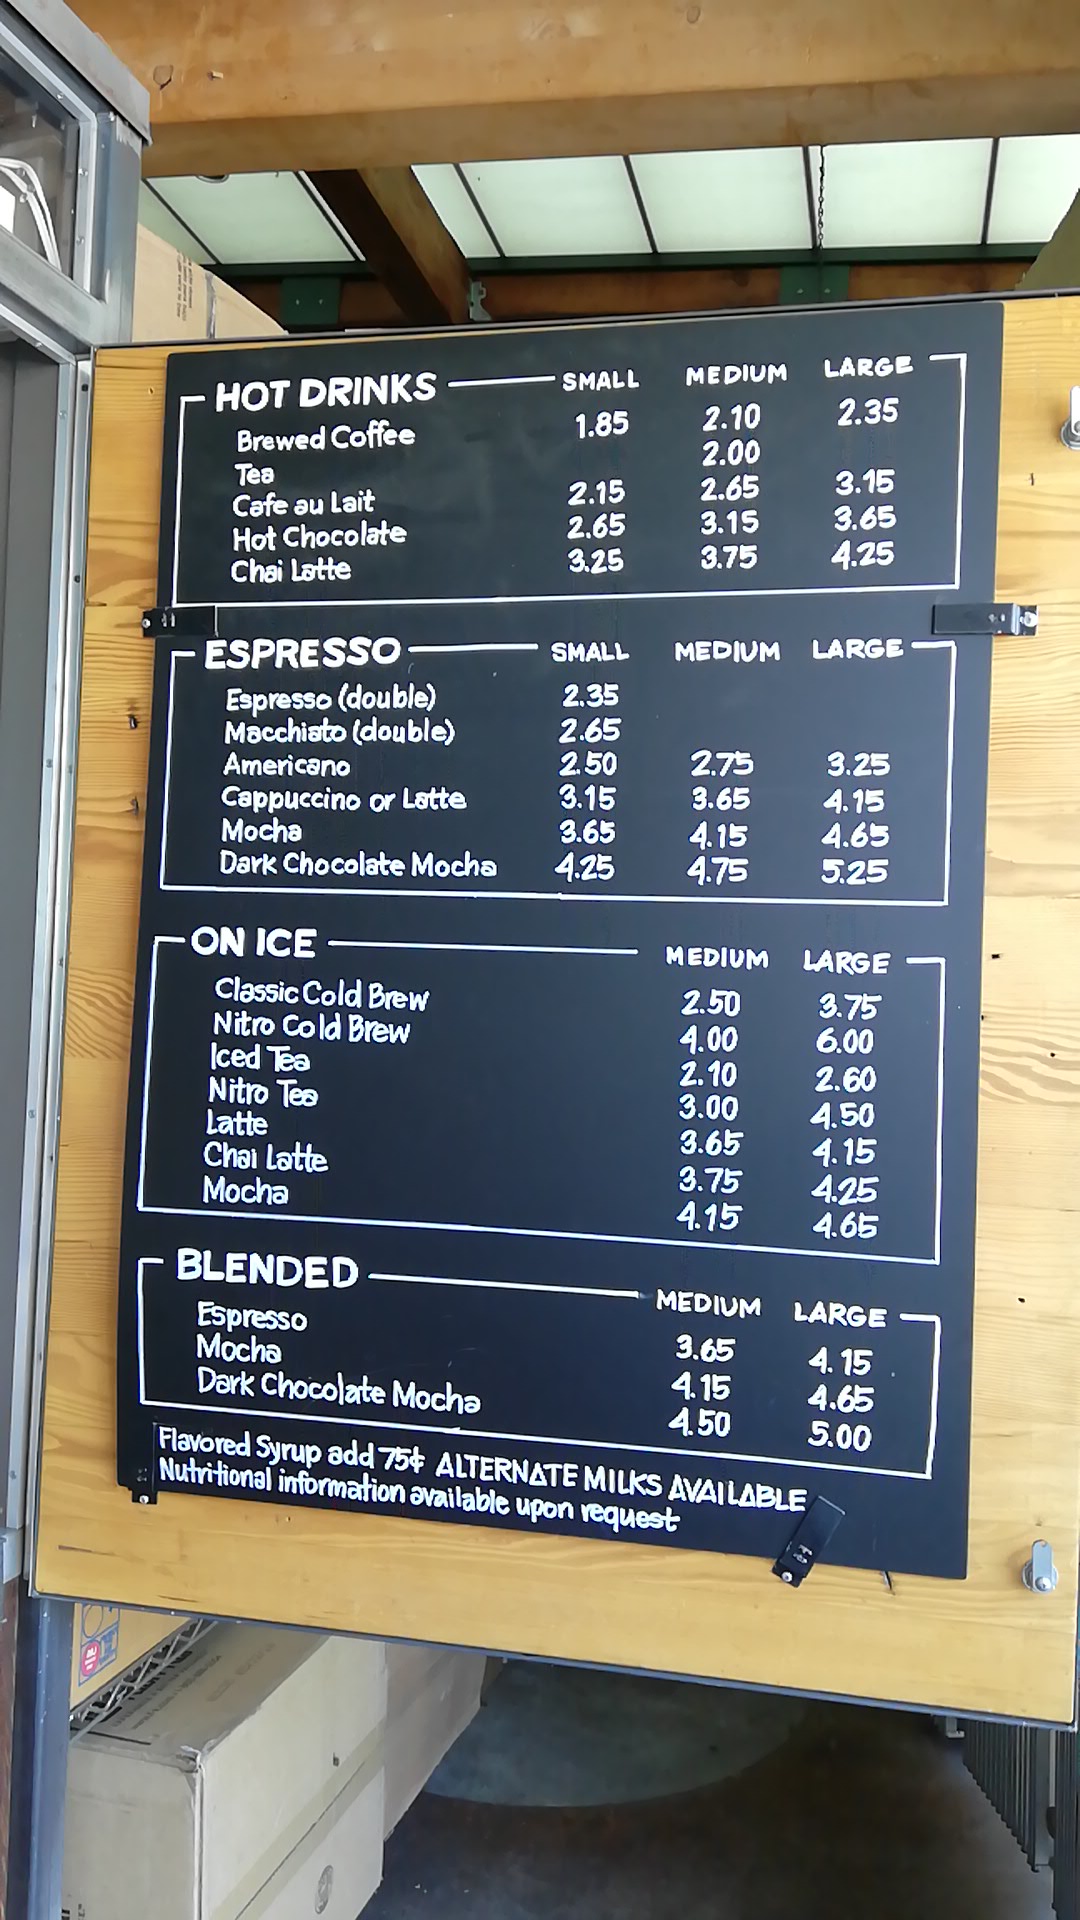 HOT DRINKS SMALL MEDIUM LARGE
Brewed Coffee 1.85 2.10 2.35
Tea 2.00
Cafe au Lait 2.15 2.65 3.15
Hot Chocolate 2.65 3.15 3.65
Chai Latte 3.25 3.75 4.25
ESPRESSO SMALL MEDIUM LARGE
Espresso (double) 2.35
Macchiato (double) 2.65
Americano 2.50 2.75 3.25
Cappuccino or Latte 3.15 3.65 4.15
Mocha 3.65 4.15 4.65
Dark Chocolate Mocha 4.25 4.75 5.25
ON ICE MEDIUM LARGE
Classic Cold Brew 2.50 3.75
Nitro Cold Brew 4.00 6.00
Iced Tea 2.10 2.60
Nitro Tea 3.00 4.50
Latte 3.65 4.15
Chai Latte 3.75 4.25
Mocha 4.15 4.65
BLENDED MEDIUM LARGE
Espresso 3.65 4.15
Mocha 4.15 4.65
Dark Chocolate Mocha 4.50 5.00
Flavored Syrup add 75¢ ALTERNATE MILKS AVAILABLE
Nutritional information available upon request